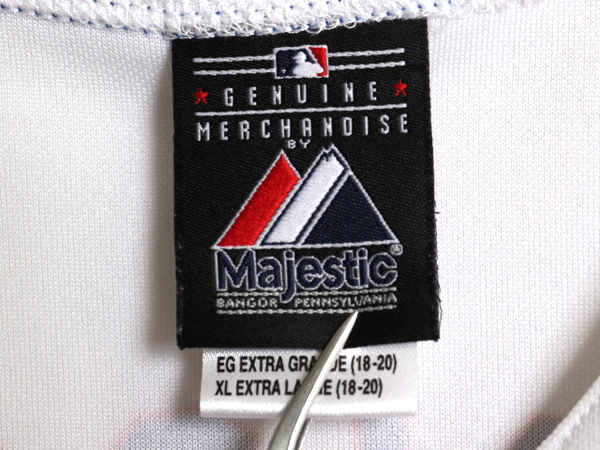 GENUINE
MERCHANDISE
BY
Majestic®
BANGOR PENNSYLVANIA
EG EXTRA (18-20)
XL EXTRA (18-20)